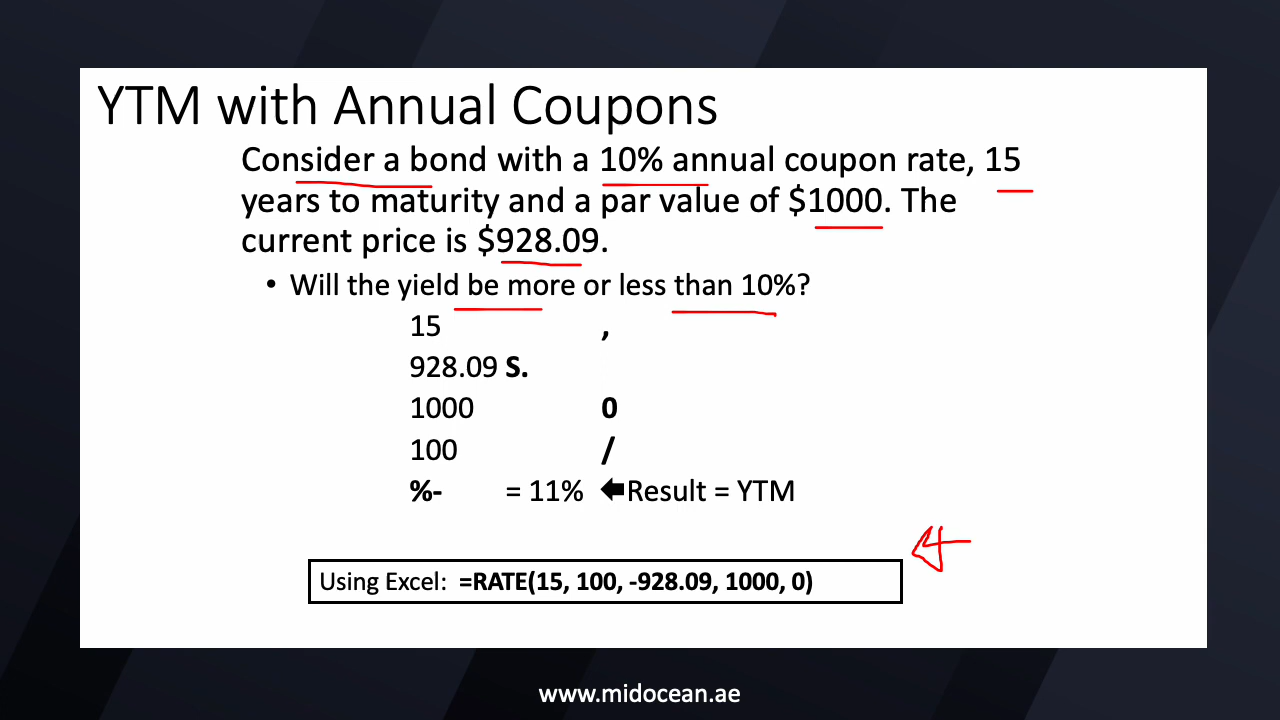 YTM with Annual Coupons
Consider a bond with a 10% annual coupon rate, 15
years to maturity and a par value of $1000. The
current price is $928.09.
• Will the yield be more or less than 10%?
15 ,
928.09 S.
1000 0
100 /
%- = 11% 🡄Result = YTM
Using Excel: =RATE(15, 100, -928.09, 1000, 0)
www.midocean.ae